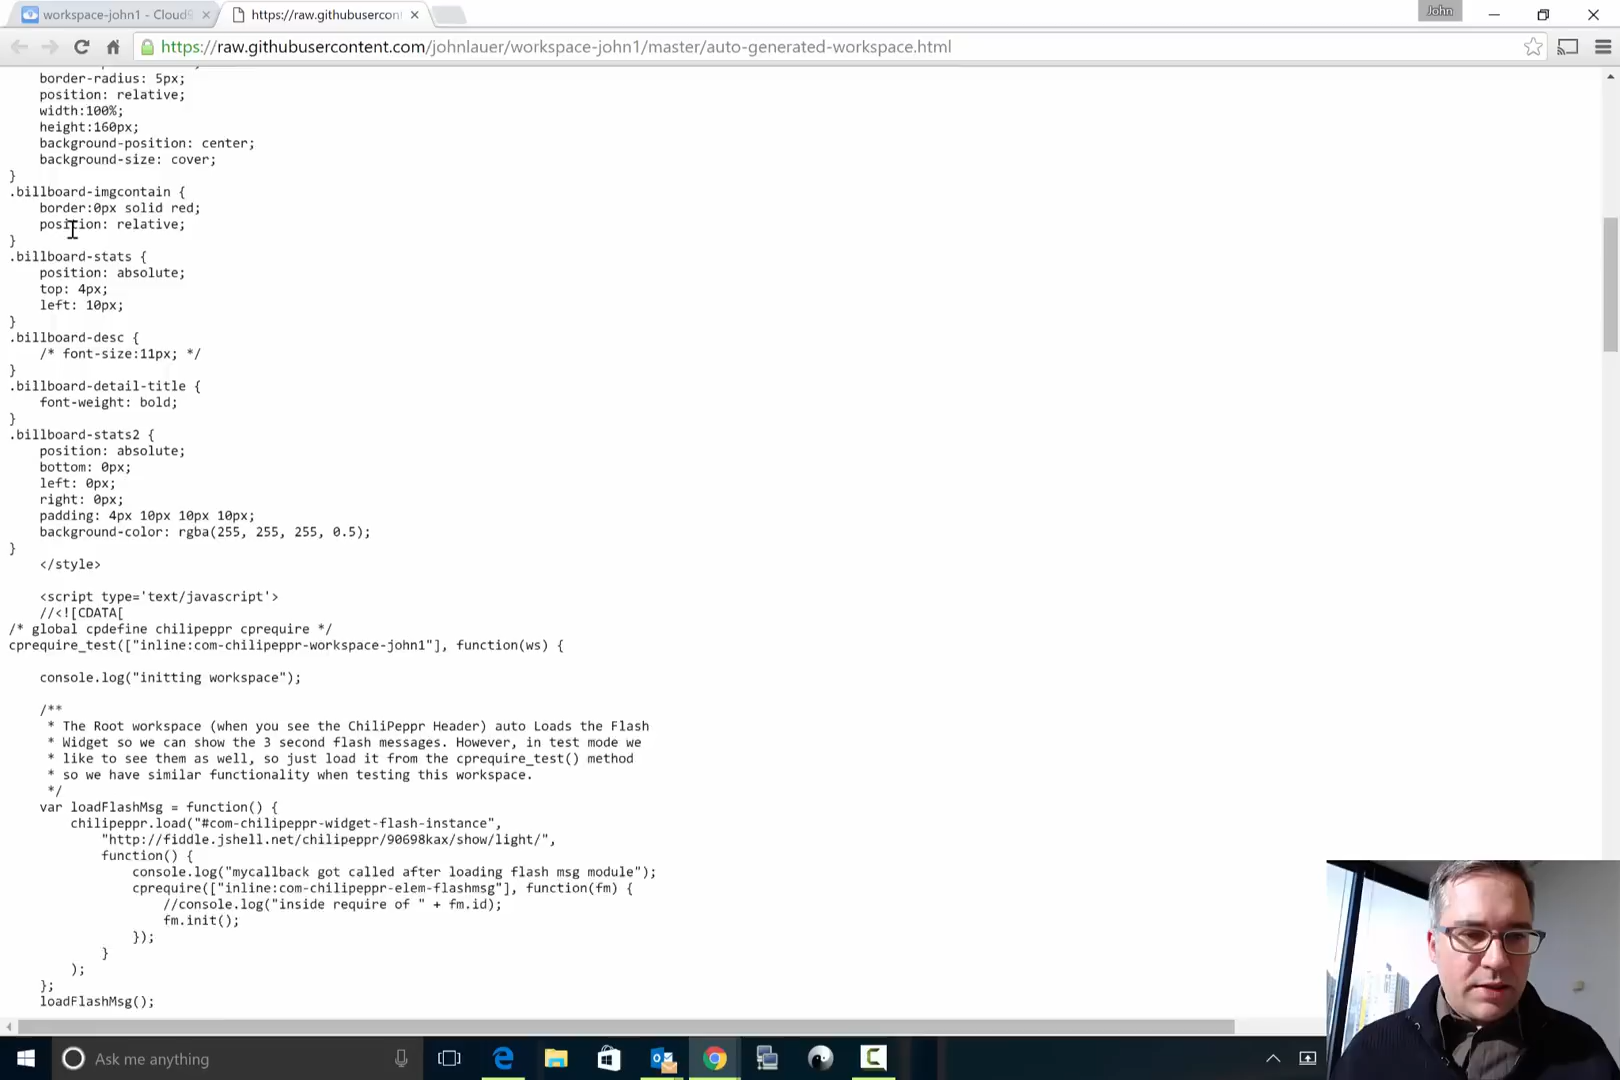 workspace-john1 - Cloud9
https://raw.githubusercon
John
https://raw.githubusercontent.com/johnlauer/workspace-john1/master/auto-generated-workspace.html
border-radius: 5px;
position: relative;
width:100%;
height:160px;
background-position: center;
background-size: cover;
}
.billboard-imgcontain {
border:0px solid red;
position: relative;
}
.billboard-stats {
position: absolute;
top: 4px;
left: 10px;
}
.billboard-desc {
/* font-size:11px; */
}
.billboard-detail-title {
font-weight: bold;
}
.billboard-stats2 {
position: absolute;
bottom: 0px;
left: 0px;
right: 0px;
padding: 4px 10px 10px 10px;
background-color: rgba(255, 255, 255, 0.5);
}
</style>
<script type='text/javascript'>
//<![CDATA[
/* global cpdefine chilipeppr cprequire */
cprequire_test(["inline:com-chilipeppr-workspace-john1"], function(ws) {
console.log("initting workspace");
/**
* The Root workspace (when you see the ChiliPeppr Header) auto Loads the Flash
* Widget so we can show the 3 second flash messages. However, in test mode we
* like to see them as well, so just load it from the cprequire_test() method
* so we have similar functionality when testing this workspace.
*/
var loadFlashMsg = function() {
chilipeppr.load("#com-chilipeppr-widget-flash-instance",
"http://fiddle.jshell.net/chilipeppr/90698kax/show/light/",
function() {
console.log("mycallback got called after loading flash msg module");
cprequire(["inline:com-chilipeppr-elem-flashmsg"], function(fm) {
//console.log("inside require of " + fm.id);
fm.init();
});
}
);
};
loadFlashMsg();
Ask me anything